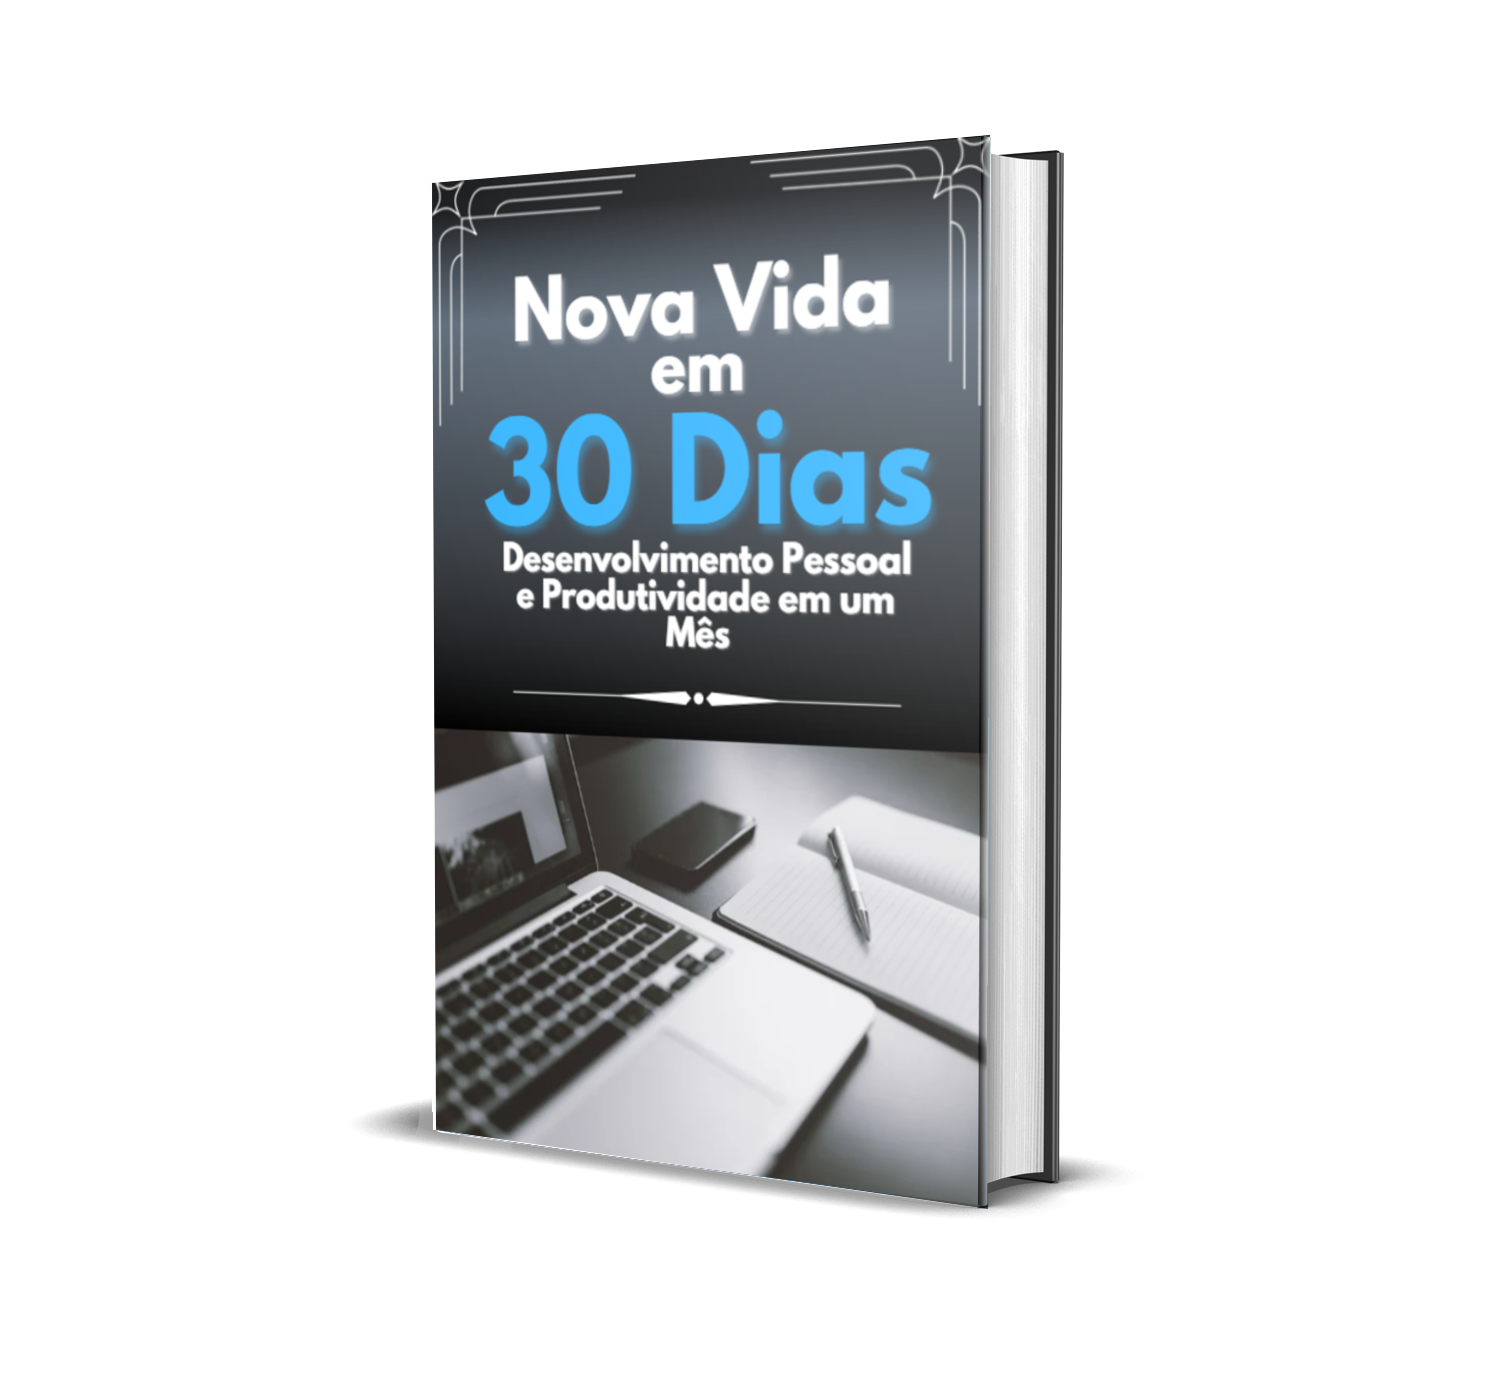 Nova Vida
em
30 Dias
Desenvolvimento Pessoal
e Produtividade em um
Mês